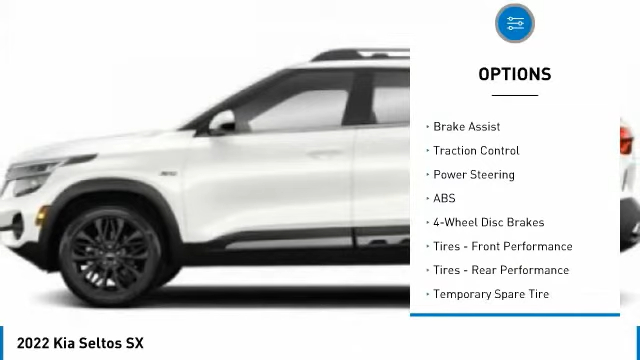 OPTIONS
• Brake Assist
• Traction Control
• Power Steering
• ABS
• 4-Wheel Disc Brakes
• Tires - Front Performance
• Tires - Rear Performance
• Temporary Spare Tire
2022 Kia Seltos SX